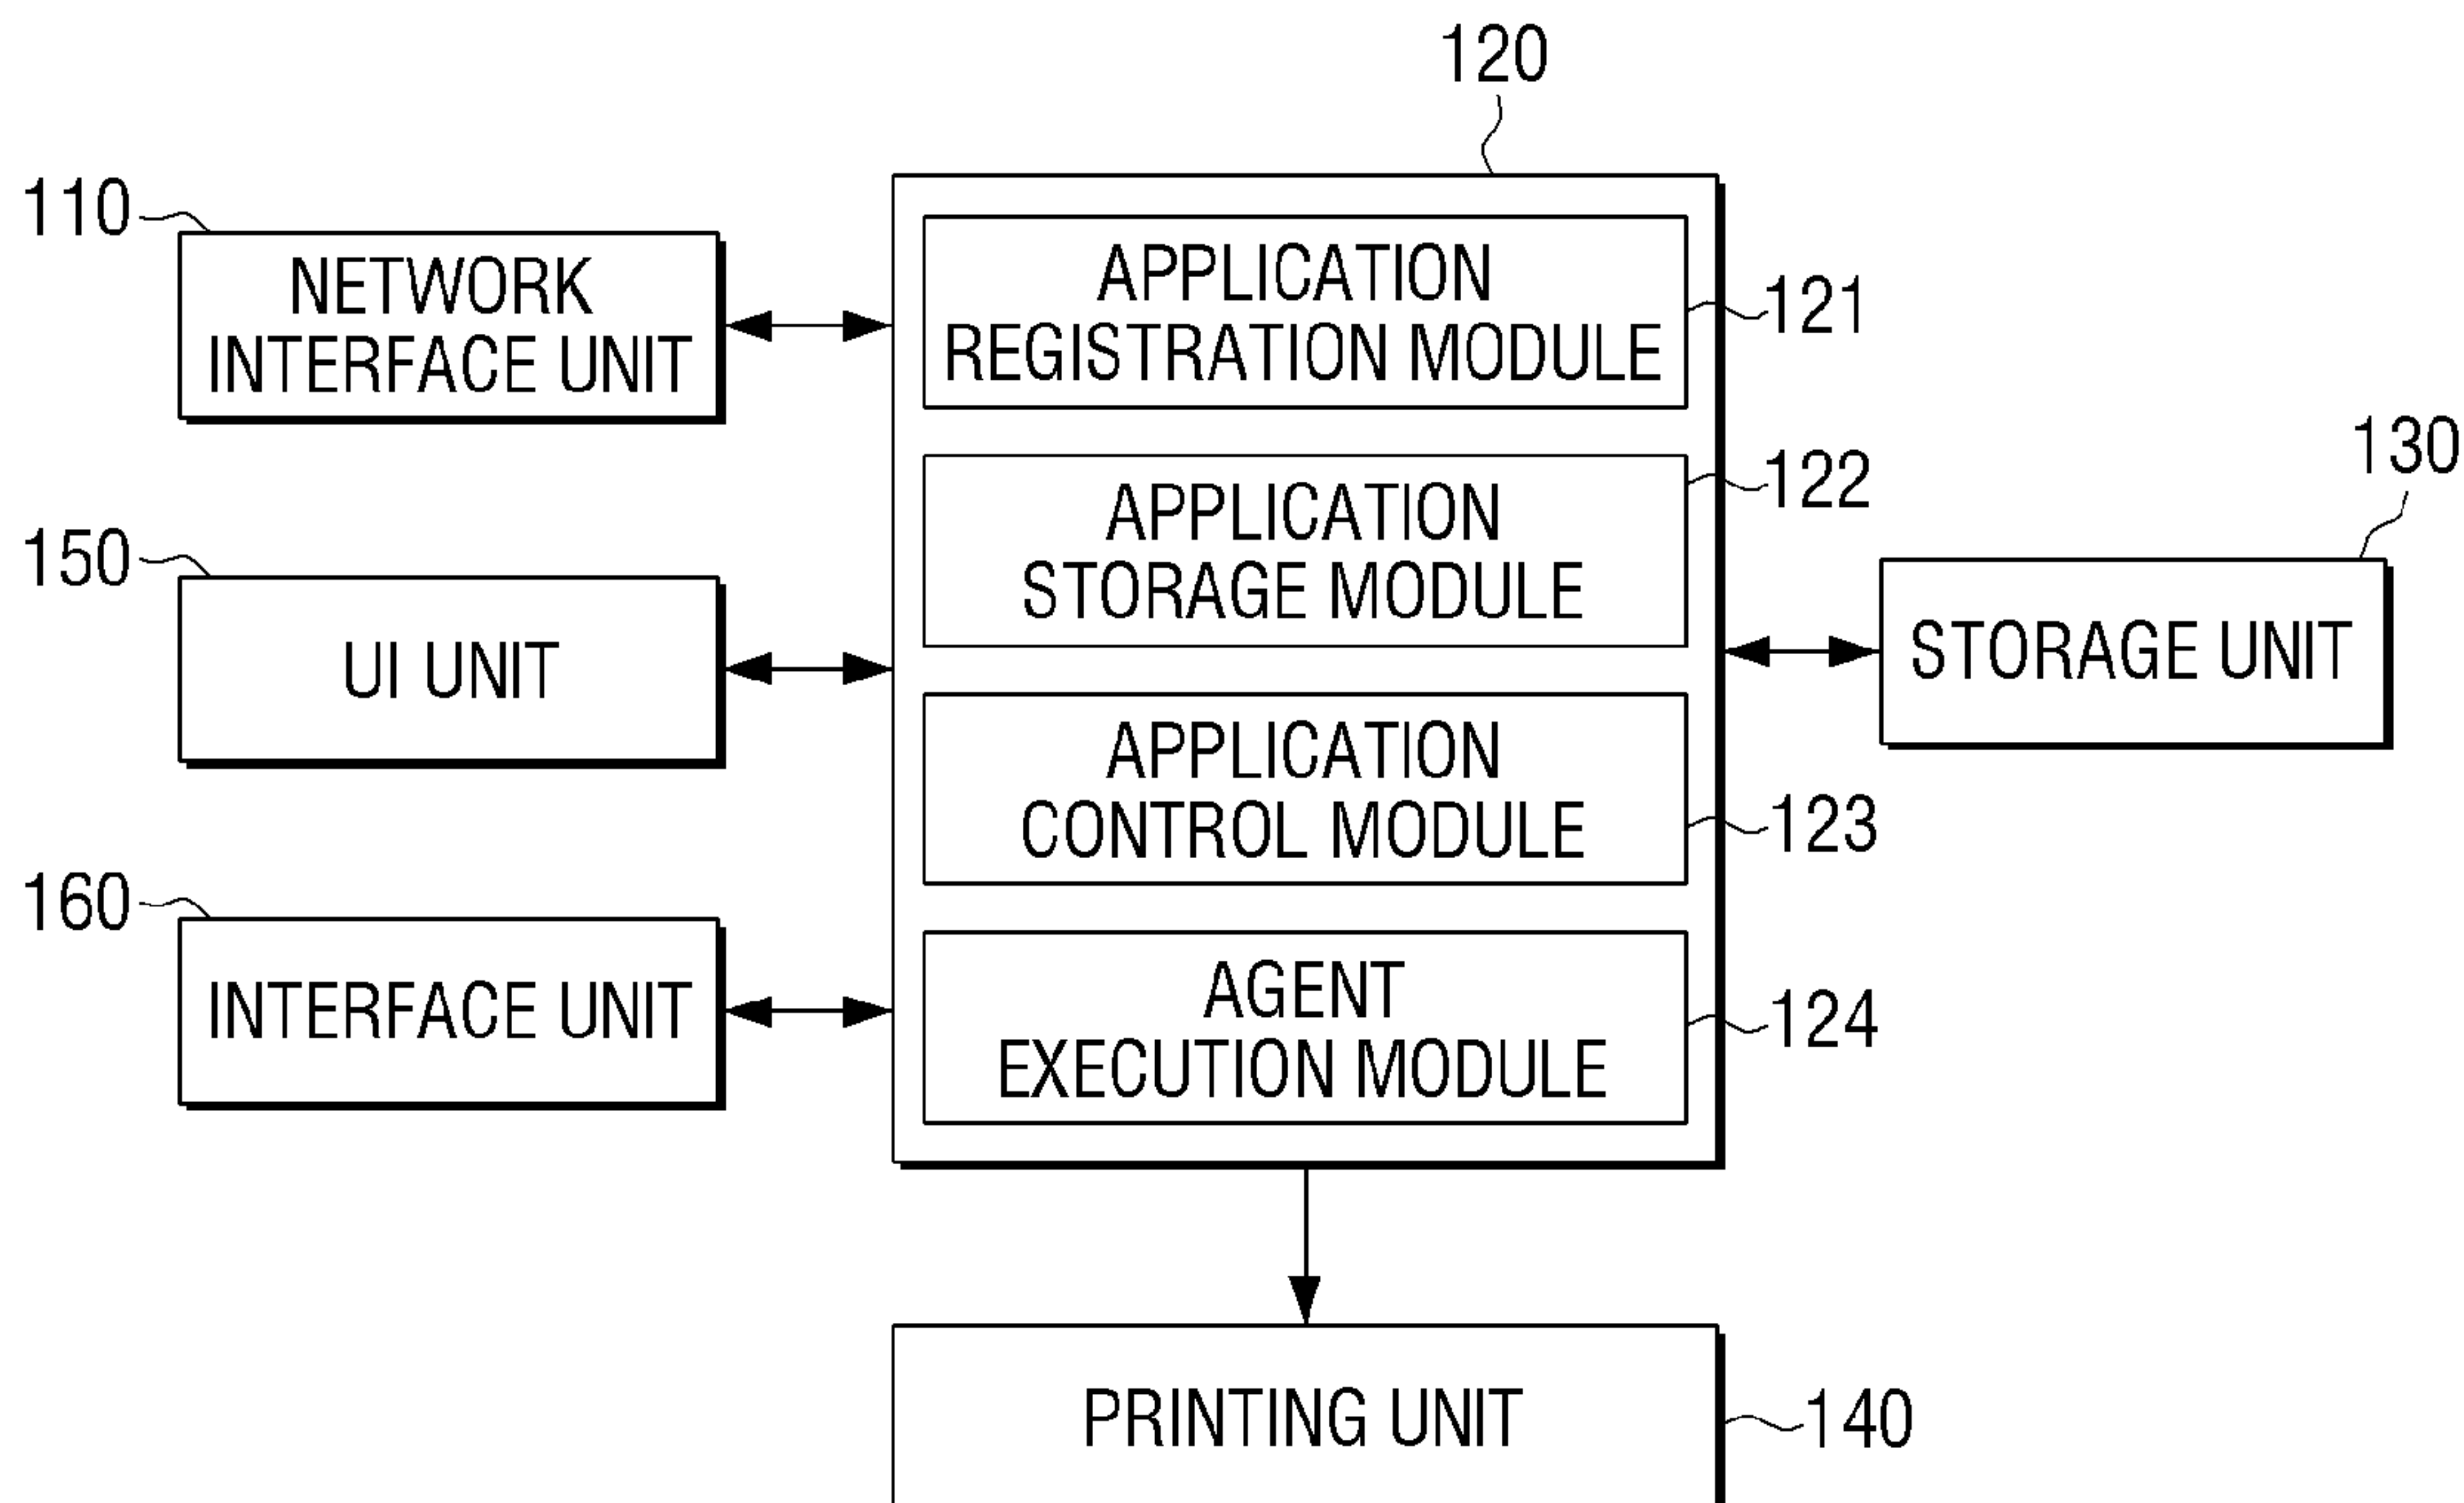 120
110
NETWORK
INTERFACE UNIT
APPLICATION
REGISTRATION MODULE
121
APPLICATION
STORAGE MODULE
122
130
150
UI UNIT
STORAGE UNIT
APPLICATION
CONTROL MODULE
123
160
INTERFACE UNIT
AGENT
EXECUTION MODULE
124
PRINTING UNIT
140